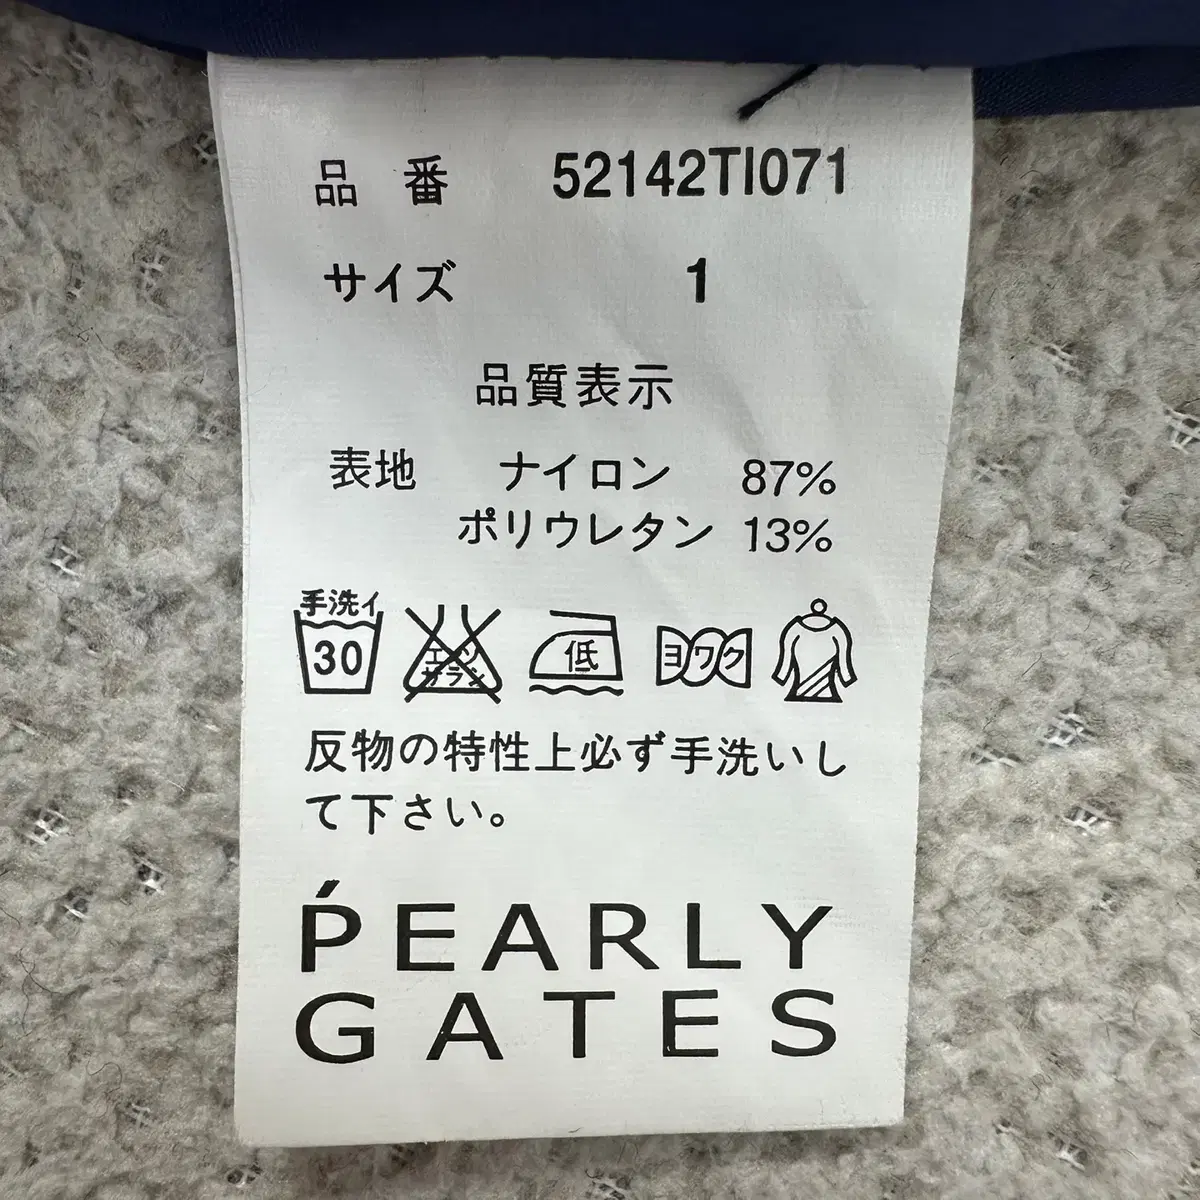 品 番 52142TI071
サイズ 1
品質表示
表地 ナイロン 87%
ポリウレタン 13%
手洗イ
30
エンソ
サラシ
低
ヨワク
反物の特性上必ず手洗いし
て下さい。
ṔEARLY
GATES